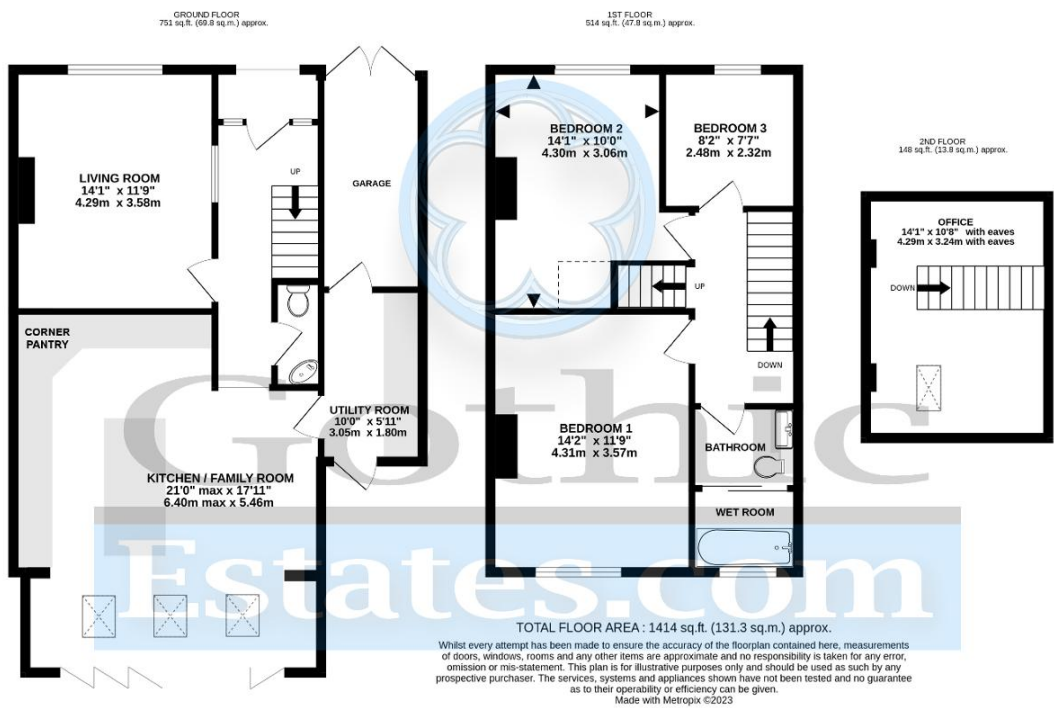 GROUND FLOOR
751 sq.ft. (69.8 sq.m.) approx.
1ST FLOOR
514 sq.ft. (47.8 sq.m.) approx.
2ND FLOOR
148 sq.ft. (13.8 sq.m.) approx.
LIVING ROOM
14'1" x 11'9"
4.29m x 3.58m
UP
GARAGE
CORNER
PANTRY
UTILITY ROOM
10'0" x 5'11"
3.05m x 1.80m
KITCHEN / FAMILY ROOM
21'0" max x 17'11"
6.40m max x 5.46m
BEDROOM 2
14'1" x 10'0"
4.30m x 3.06m
BEDROOM 3
8'2" x 7'7"
2.48m x 2.32m
UP
DOWN
BEDROOM 1
14'2" x 11'9"
4.31m x 3.57m
BATHROOM
WET ROOM
OFFICE
14'1" x 10'8" with eaves
4.29m x 3.24m with eaves
DOWN
Gothic
Estates.com
TOTAL FLOOR AREA : 1414 sq.ft. (131.3 sq.m.) approx.
Whilst every attempt has been made to ensure the accuracy of the floorplan contained here, measurements
of doors, windows, rooms and any other items are approximate and no responsibility is taken for any error,
omission or mis-statement. This plan is for illustrative purposes only and should be used as such by any
prospective purchaser. The services, systems and appliances shown have not been tested and no guarantee
as to their operability or efficiency can be given.
Made with Metropix ©2023